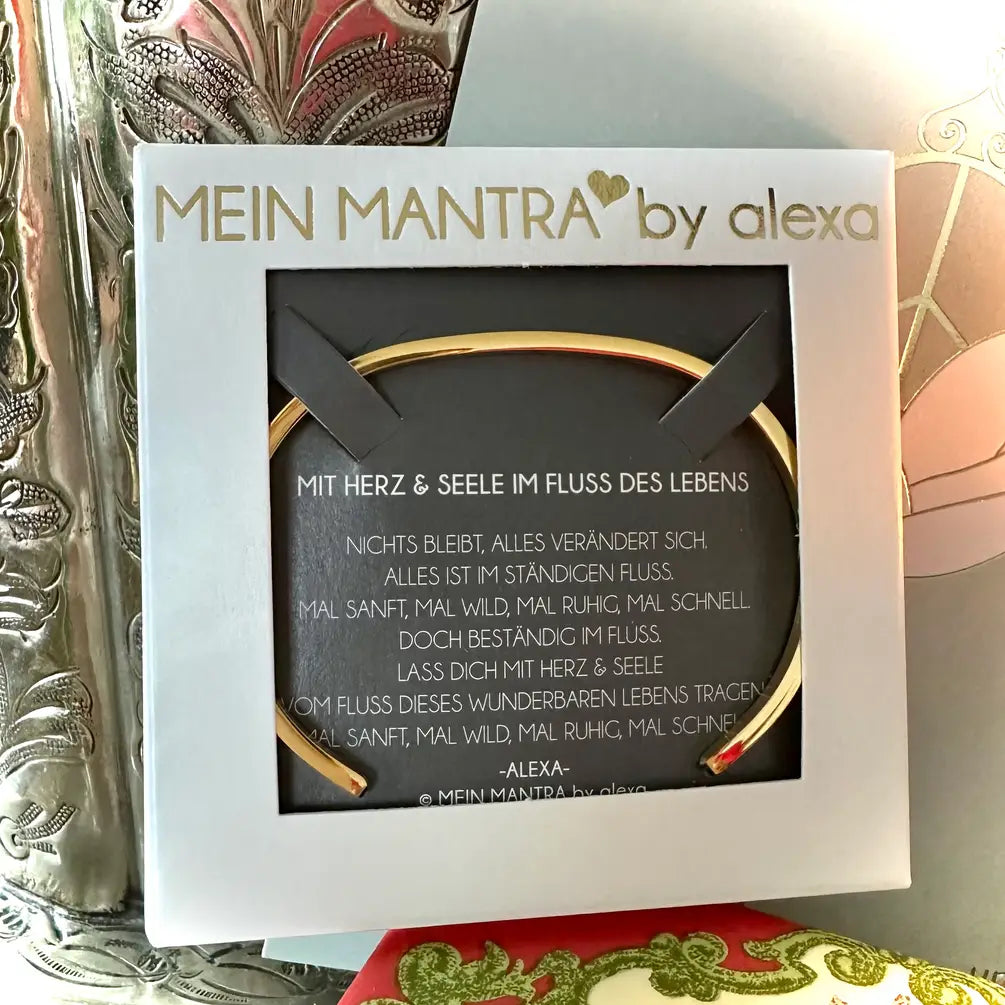 MEIN MANTRA by alexa
MIT HERZ & SEELE IM FLUSS DES LEBENS
NICHTS BLEIBT, ALLES VERÄNDERT SICH.
ALLES IST IM STÄNDIGEN FLUSS.
MAL SANFT, MAL WILD, MAL RUHIG, MAL SCHNELL.
DOCH BESTÄNDIG IM FLUSS.
LASS DICH MIT HERZ & SEELE
VOM FLUSS DIESES WUNDERBAREN LEBENS TRAGEN
MAL SANFT, MAL WILD, MAL RUHIG, MAL SCHNEL
-ALEXA-
© MEIN MANTRA by alexa